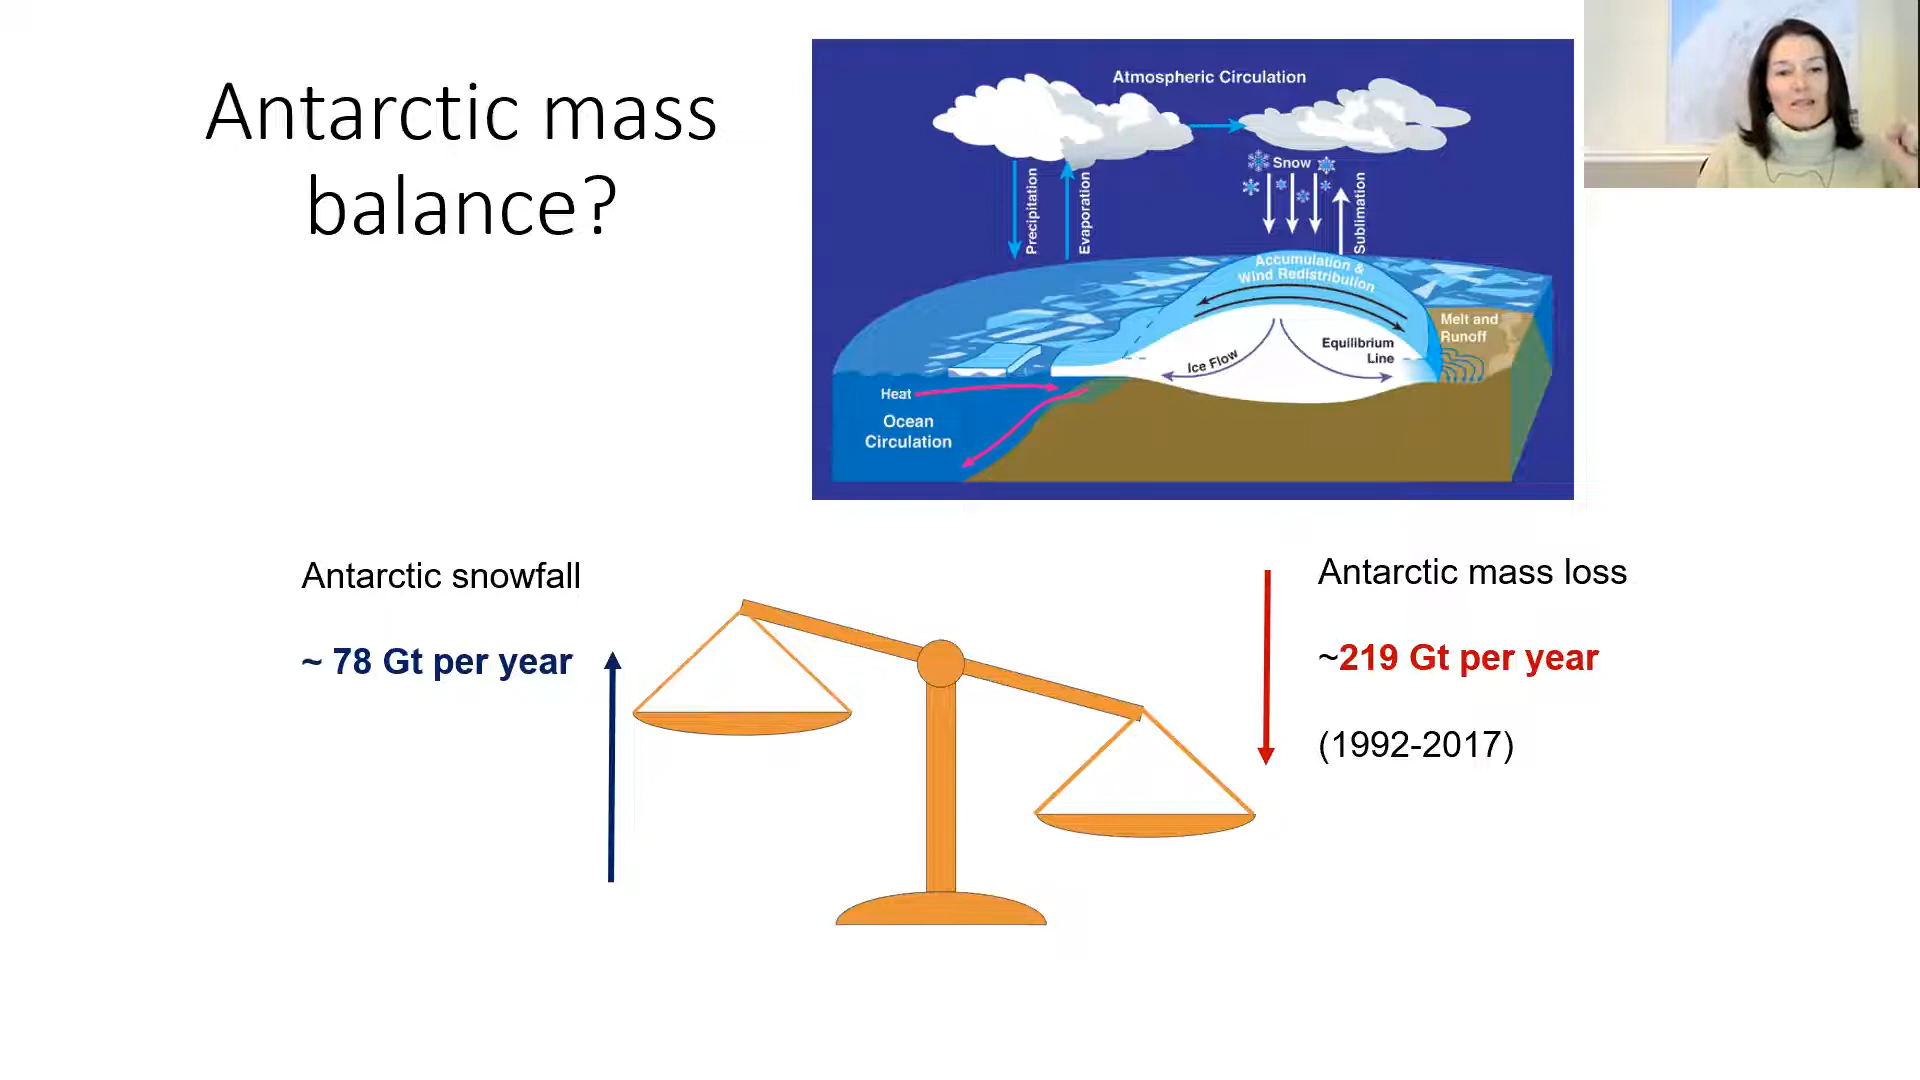 Antarctic mass
balance?
Atmospheric Circulation
Precipitation
Evaporation
Snow
Sublimation
Accumulation &
Wind Redistribution
Melt and
Runoff
Equilibrium
Line
Ice Flow
Heat
Ocean
Circulation
Antarctic snowfall
~ 78 Gt per year
Antarctic mass loss
~219 Gt per year
(1992-2017)